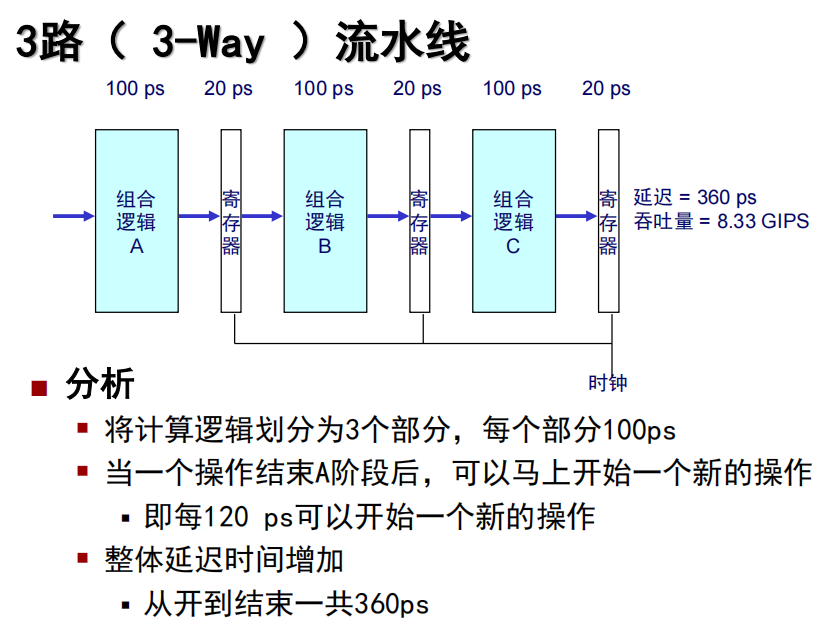 3路（ 3-Way ）流水线
100 ps 20 ps 100 ps 20 ps 100 ps 20 ps
组合
逻辑
A
寄
存
器
组合
逻辑
B
寄
存
器
组合
逻辑
C
寄
存
器
延迟 = 360 ps
吞吐量 = 8.33 GIPS
时钟
分析
将计算逻辑划分为3个部分，每个部分100ps
当一个操作结束A阶段后，可以马上开始一个新的操作
即每120 ps可以开始一个新的操作
整体延迟时间增加
从开到结束一共360ps